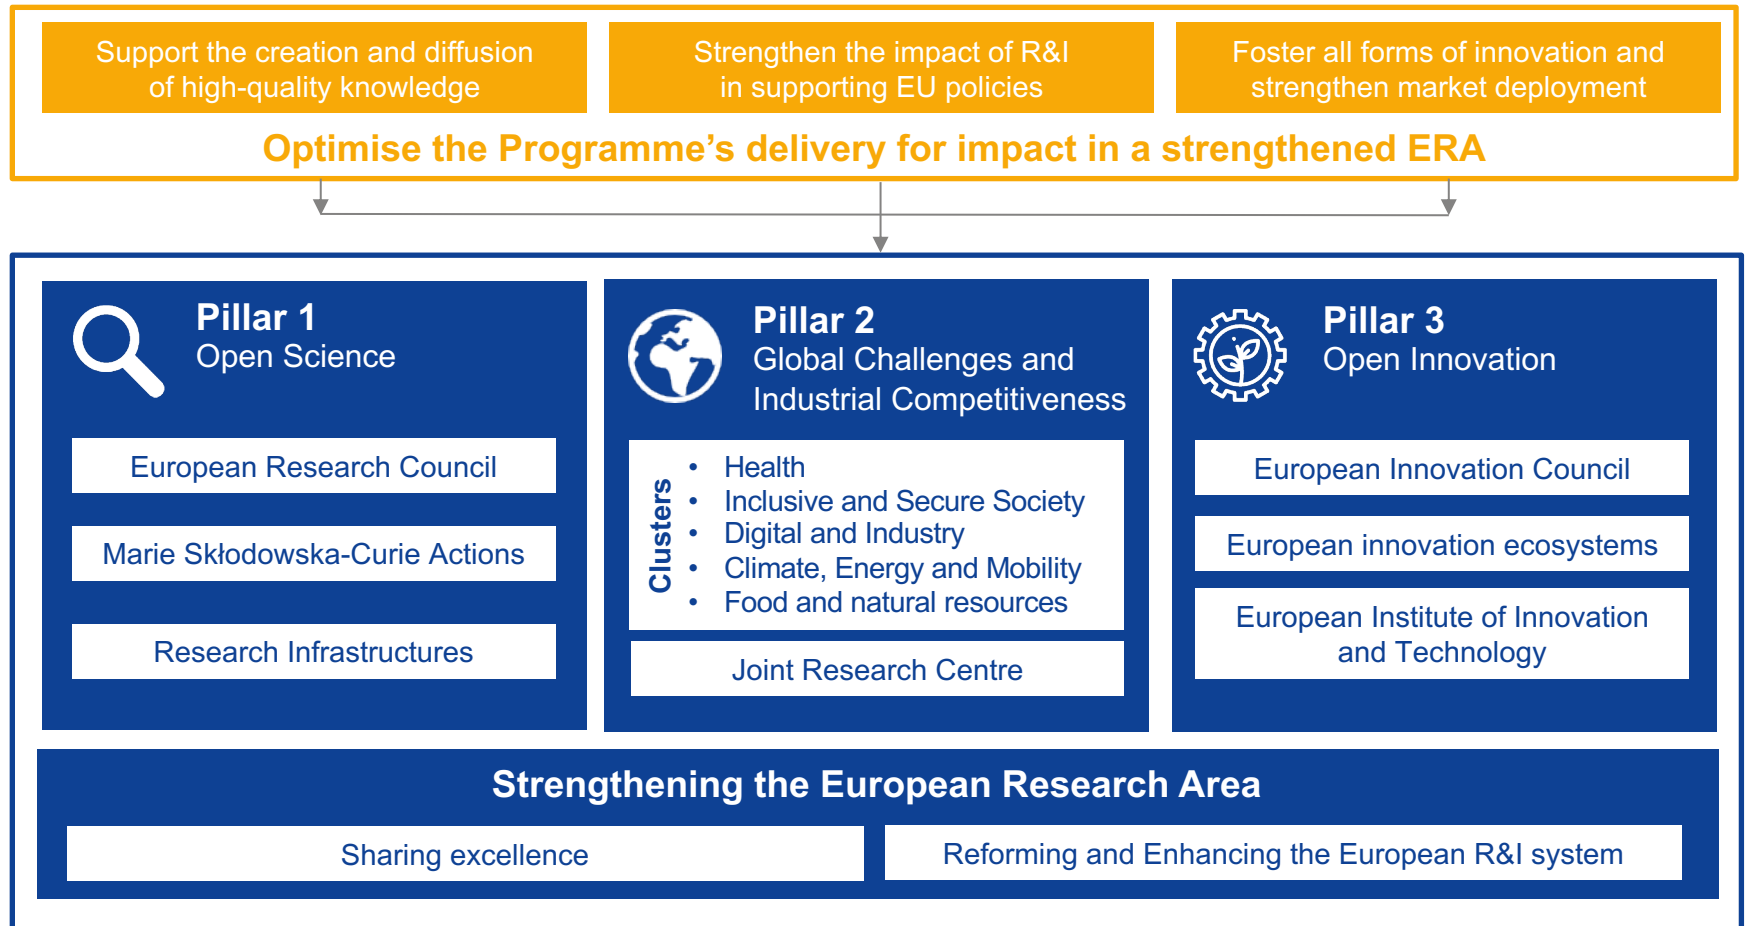 Support the creation and diffusion
of high-quality knowledge
Strengthen the impact of R&I
in supporting EU policies
Foster all forms of innovation and
strengthen market deployment
Optimise the Programme’s delivery for impact in a strengthened ERA
Pillar 1
Open Science
European Research Council
Marie Skłodowska-Curie Actions
Research Infrastructures
Pillar 2
Global Challenges and
Industrial Competitiveness
Clusters
• Health
• Inclusive and Secure Society
• Digital and Industry
• Climate, Energy and Mobility
• Food and natural resources
Joint Research Centre
Pillar 3
Open Innovation
European Innovation Council
European innovation ecosystems
European Institute of Innovation
and Technology
Strengthening the European Research Area
Sharing excellence
Reforming and Enhancing the European R&I system